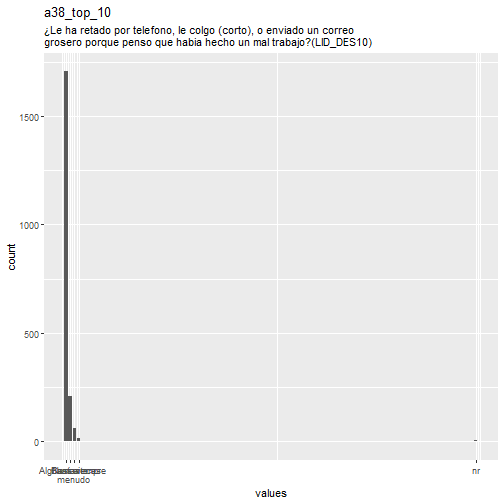 a38_top_10
¿Le ha retado por telefono, le colgo (corto), o enviado un correo
grosero porque penso que habia hecho un mal trabajo?(LID_DES10)
1500
1000
500
0
count
nr
menudo
values